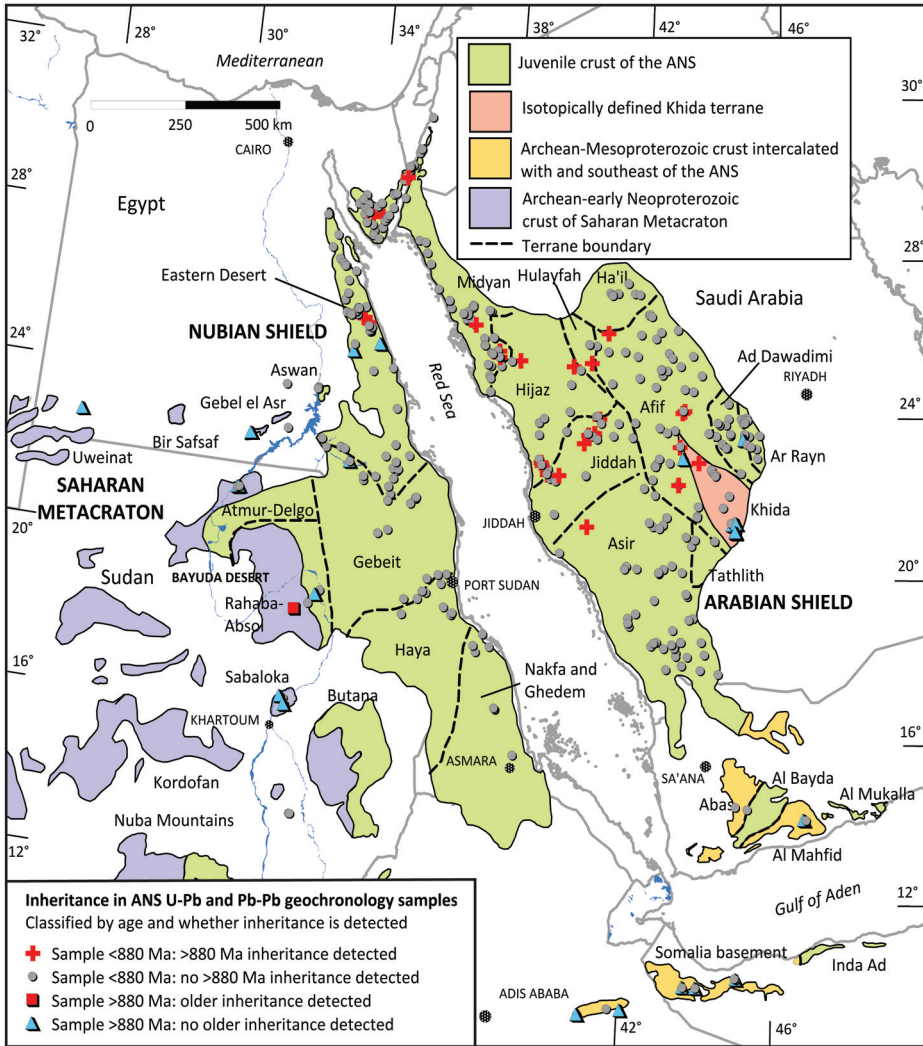 32°
28°
30°
34°
38°
42°
46°
Mediterranean
0
250
500 km
CAIRO
Juvenile crust of the ANS
Isotopically defined Khida terrane
Archean-Mesoproterozoic crust intercalated
with and southeast of the ANS
Archean-early Neoproterozoic
crust of Saharan Metacraton
Terrane boundary
30°
28°
Egypt
28°
Eastern Desert
Midyan
Hulayfah
Ha'il
Saudi Arabia
24°
NUBIAN SHIELD
Aswan
Gebel el Asr
Bir Safsaf
Uweinat
Red Sea
Hijaz
Afif
Ad Dawadimi
RIYADH
24°
SAHARAN
METACRATON
Jiddah
Ar Rayn
20°
Atmur-Delgo
JIDDAH
Khida
Sudan
BAYUDA DESERT
Gebeit
Asir
20°
PORT SUDAN
Tathlith
Rahaba-
Absol
ARABIAN SHIELD
16°
Haya
Sabaloka
Butana
Nakfa and
Ghedem
KHARTOUM
16°
ASMARA
SA'ANA
Kordofan
Al Bayda
Abas
Al Mukalla
Nuba Mountains
12°
Al Mahfid
Gulf of Aden
12°
Inheritance in ANS U-Pb and Pb-Pb geochronology samples
Classified by age and whether inheritance is detected
Sample <880 Ma: >880 Ma inheritance detected
Sample <880 Ma: no >880 Ma inheritance detected
Sample >880 Ma: older inheritance detected
Sample >880 Ma: no older inheritance detected
Somalia basement
Inda Ad
ADIS ABABA
42°
46°